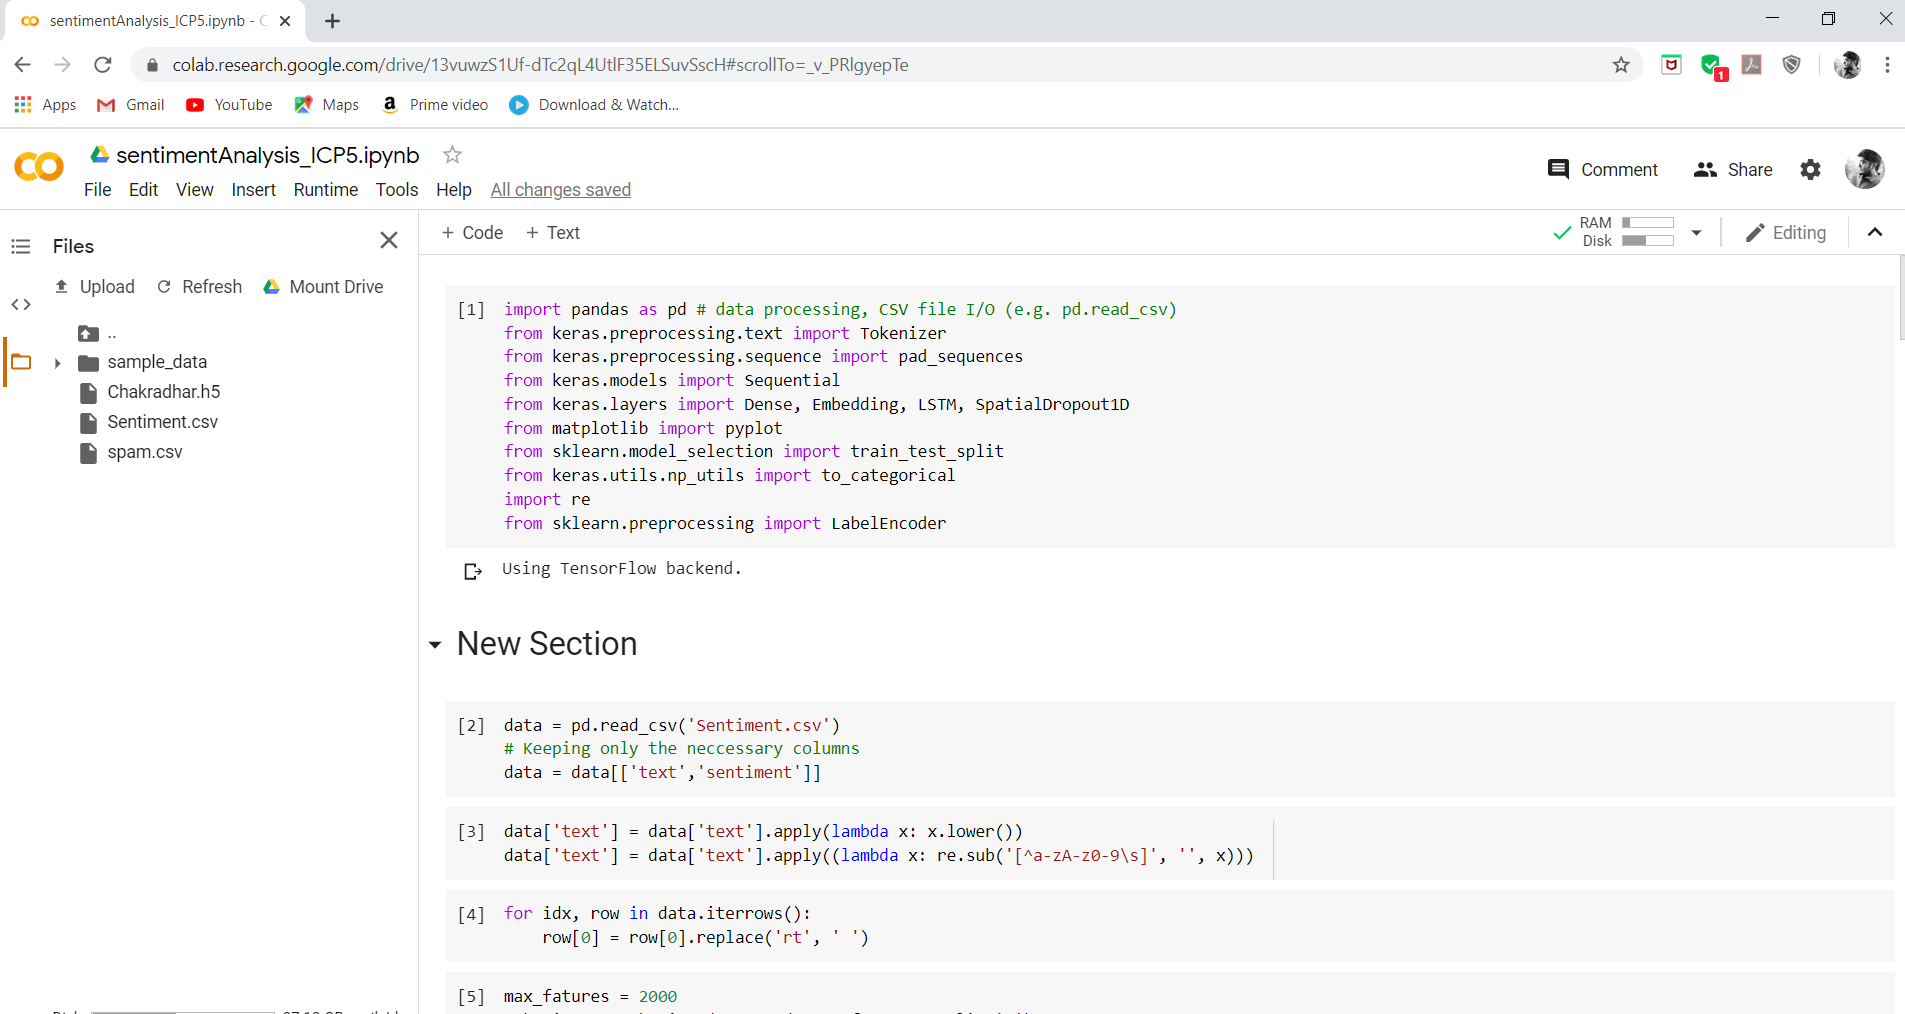 sentimentAnalysis_ICP5.ipynb - C
colab.research.google.com/drive/13vuwzS1Uf-dTc2qL4UtlF35ELSuvSscH#scrollTo=_v_PRlgyepTe
1
Apps Gmail YouTube Maps Prime video Download & Watch...
sentimentAnalysis_ICP5.ipynb
File Edit View Insert Runtime Tools Help All changes saved
Comment Share
Files
Upload Refresh Mount Drive
..
sample_data
Chakradhar.h5
Sentiment.csv
spam.csv
+ Code + Text
RAM
Disk
Editing
[1] import pandas as pd # data processing, CSV file I/O (e.g. pd.read_csv)
from keras.preprocessing.text import Tokenizer
from keras.preprocessing.sequence import pad_sequences
from keras.models import Sequential
from keras.layers import Dense, Embedding, LSTM, SpatialDropout1D
from matplotlib import pyplot
from sklearn.model_selection import train_test_split
from keras.utils.np_utils import to_categorical
import re
from sklearn.preprocessing import LabelEncoder
Using TensorFlow backend.
New Section
[2] data = pd.read_csv('Sentiment.csv')
# Keeping only the neccessary columns
data = data[['text','sentiment']]
[3] data['text'] = data['text'].apply(lambda x: x.lower())
data['text'] = data['text'].apply((lambda x: re.sub('[^a-zA-z0-9\s]', '', x)))
[4] for idx, row in data.iterrows():
row[0] = row[0].replace('rt', ' ')
[5] max_fatures = 2000